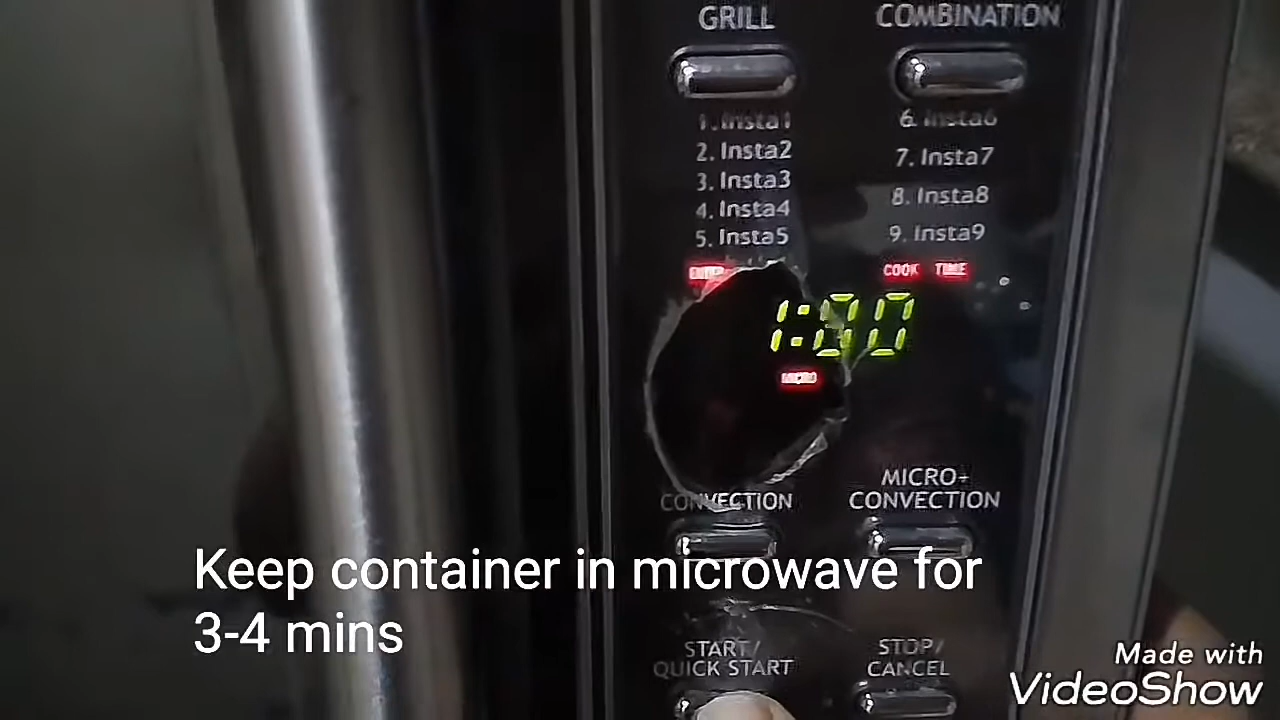 GRILL COMBINATION
1. Insta1 6. Insta6
2. Insta2 7. Insta7
3. Insta3 8. Insta8
4. Insta4 9. Insta9
5. Insta5
COOK TIME
1:00
MICRO
CONVECTION
MICRO+
CONVECTION
Keep container in microwave for
3-4 mins
START/
QUICK START
STOP/
CANCEL
Made with
VideoShow